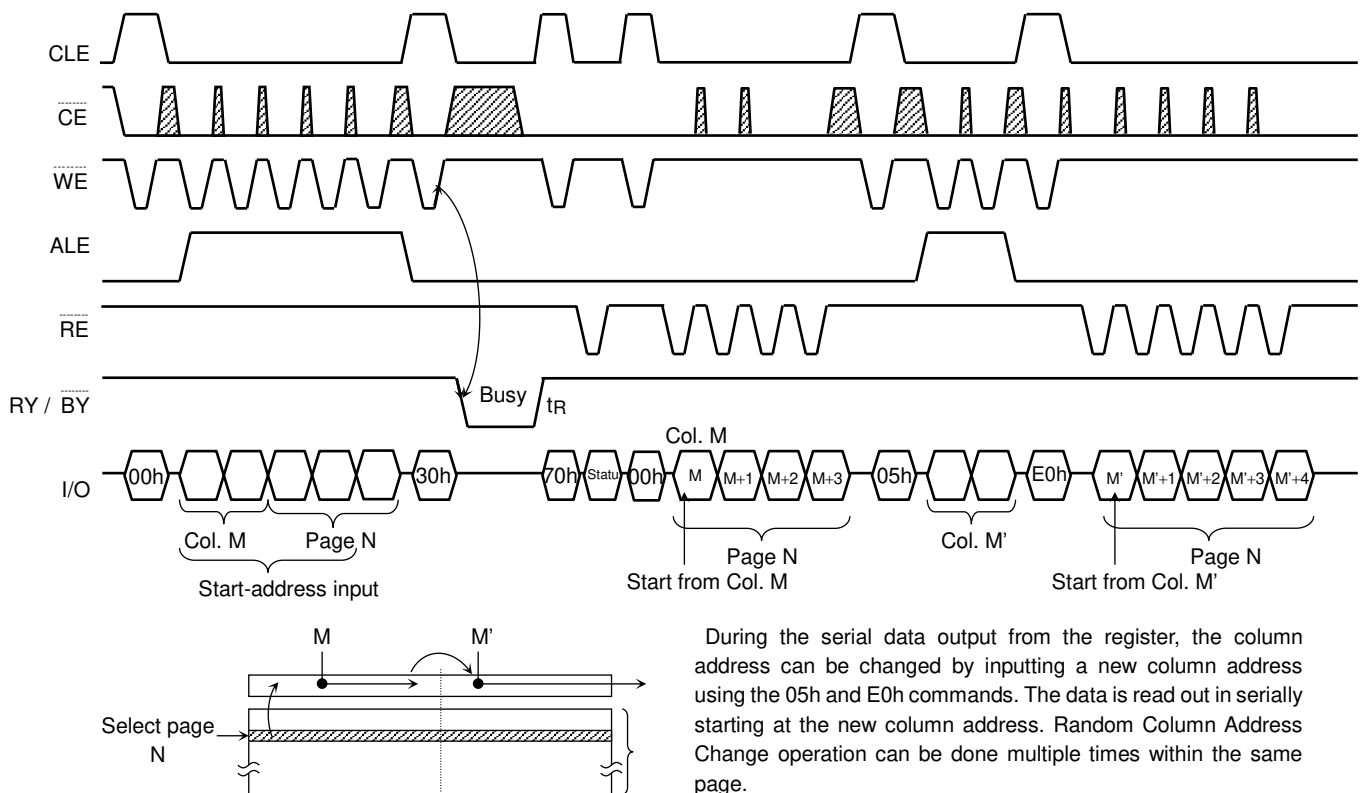 CLE
CE
WE
ALE
RE
RY / BY
Busy
tR
Col. M
I/O
00h
30h
70h
Statu
00h
M
M+1
M+2
M+3
05h
E0h
M'
M'+1
M'+2
M'+3
M'+4
Col. M
Page N
Start-address input
Page N
Start from Col. M
Col. M'
Page N
Start from Col. M'
M
M'
Select page
N
During the serial data output from the register, the column
address can be changed by inputting a new column address
using the 05h and E0h commands. The data is read out in serially
starting at the new column address. Random Column Address
Change operation can be done multiple times within the same
page.